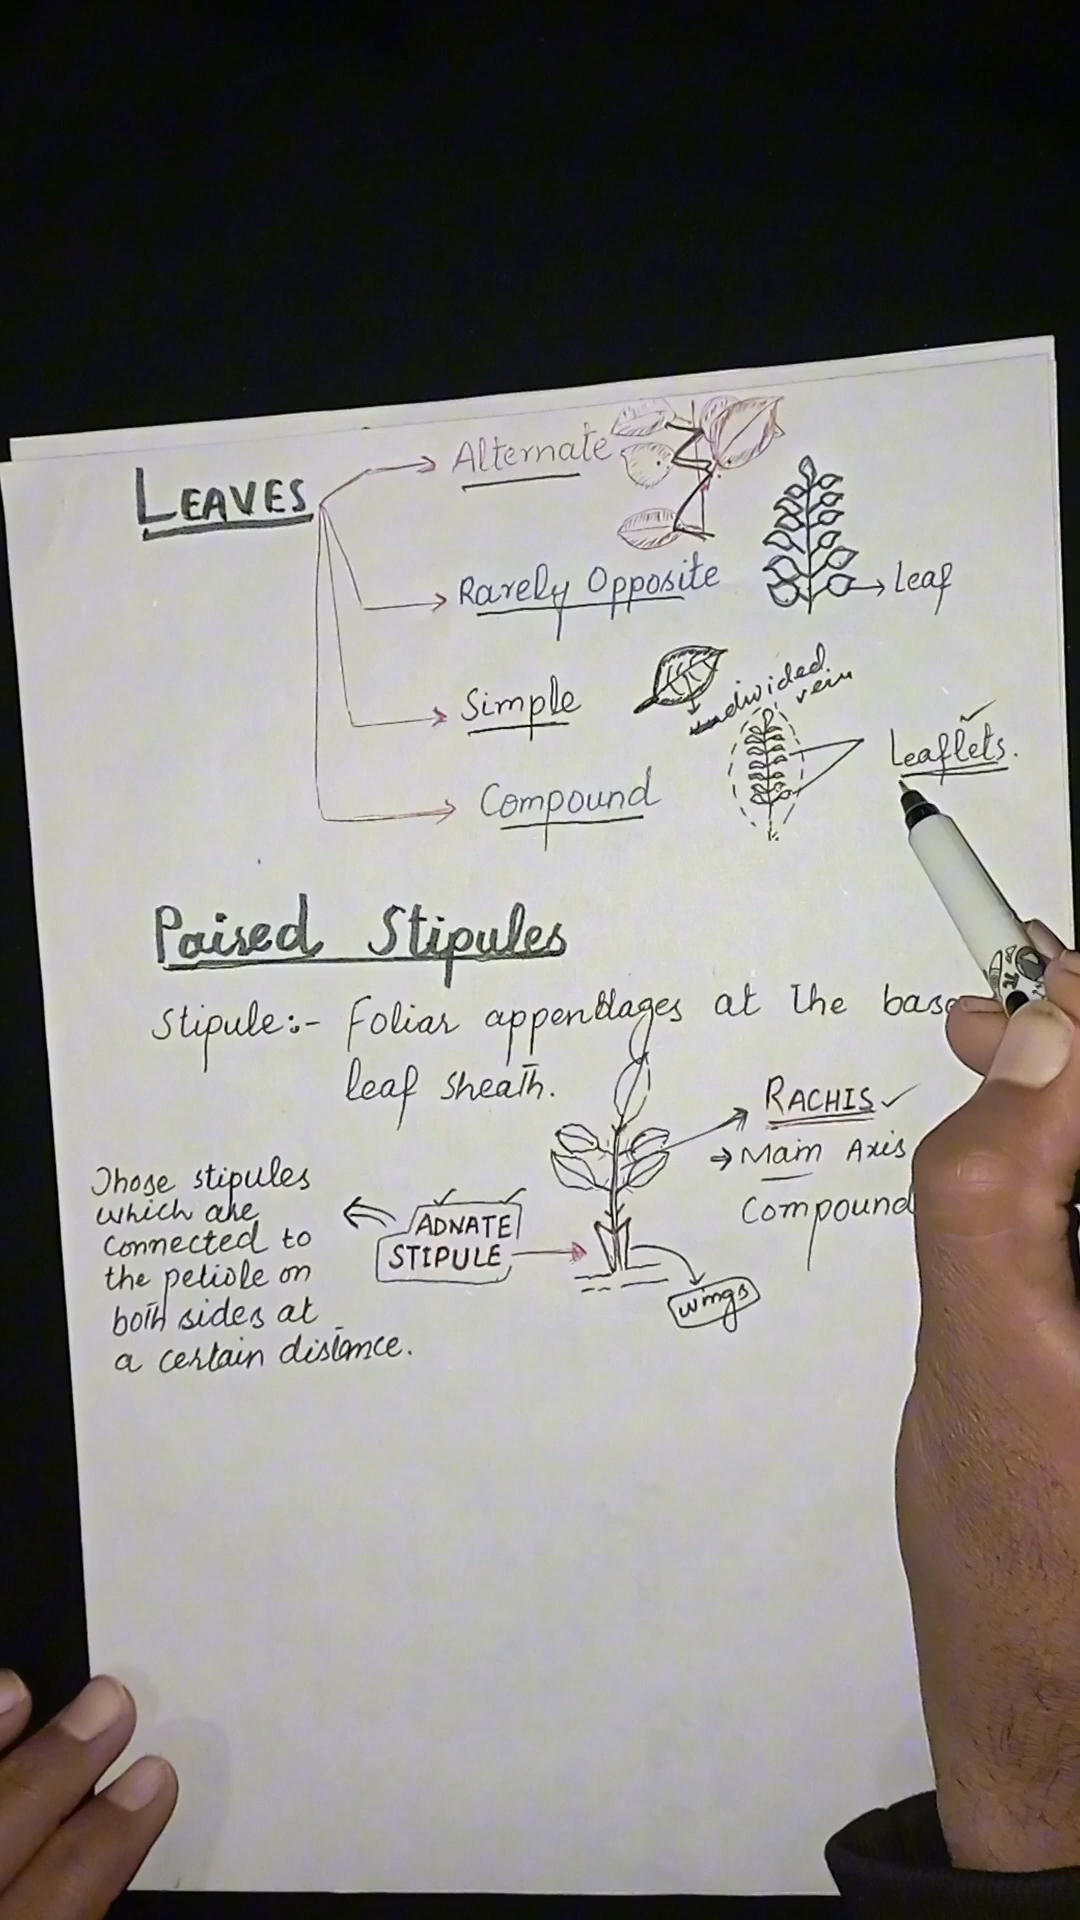 LEAVES
Alternate
Rarely Opposite
Leaf
Simple
undivided
vein
Compound
Leaflets.
Paired Stipules
Stipule:- Foliar appendages at the base
leaf sheath.
RACHIS
Main Axis
Compound
Those stipules
which are
connected to
the petiole on
both sides at
a certain distance.
ADNATE
STIPULE
wings